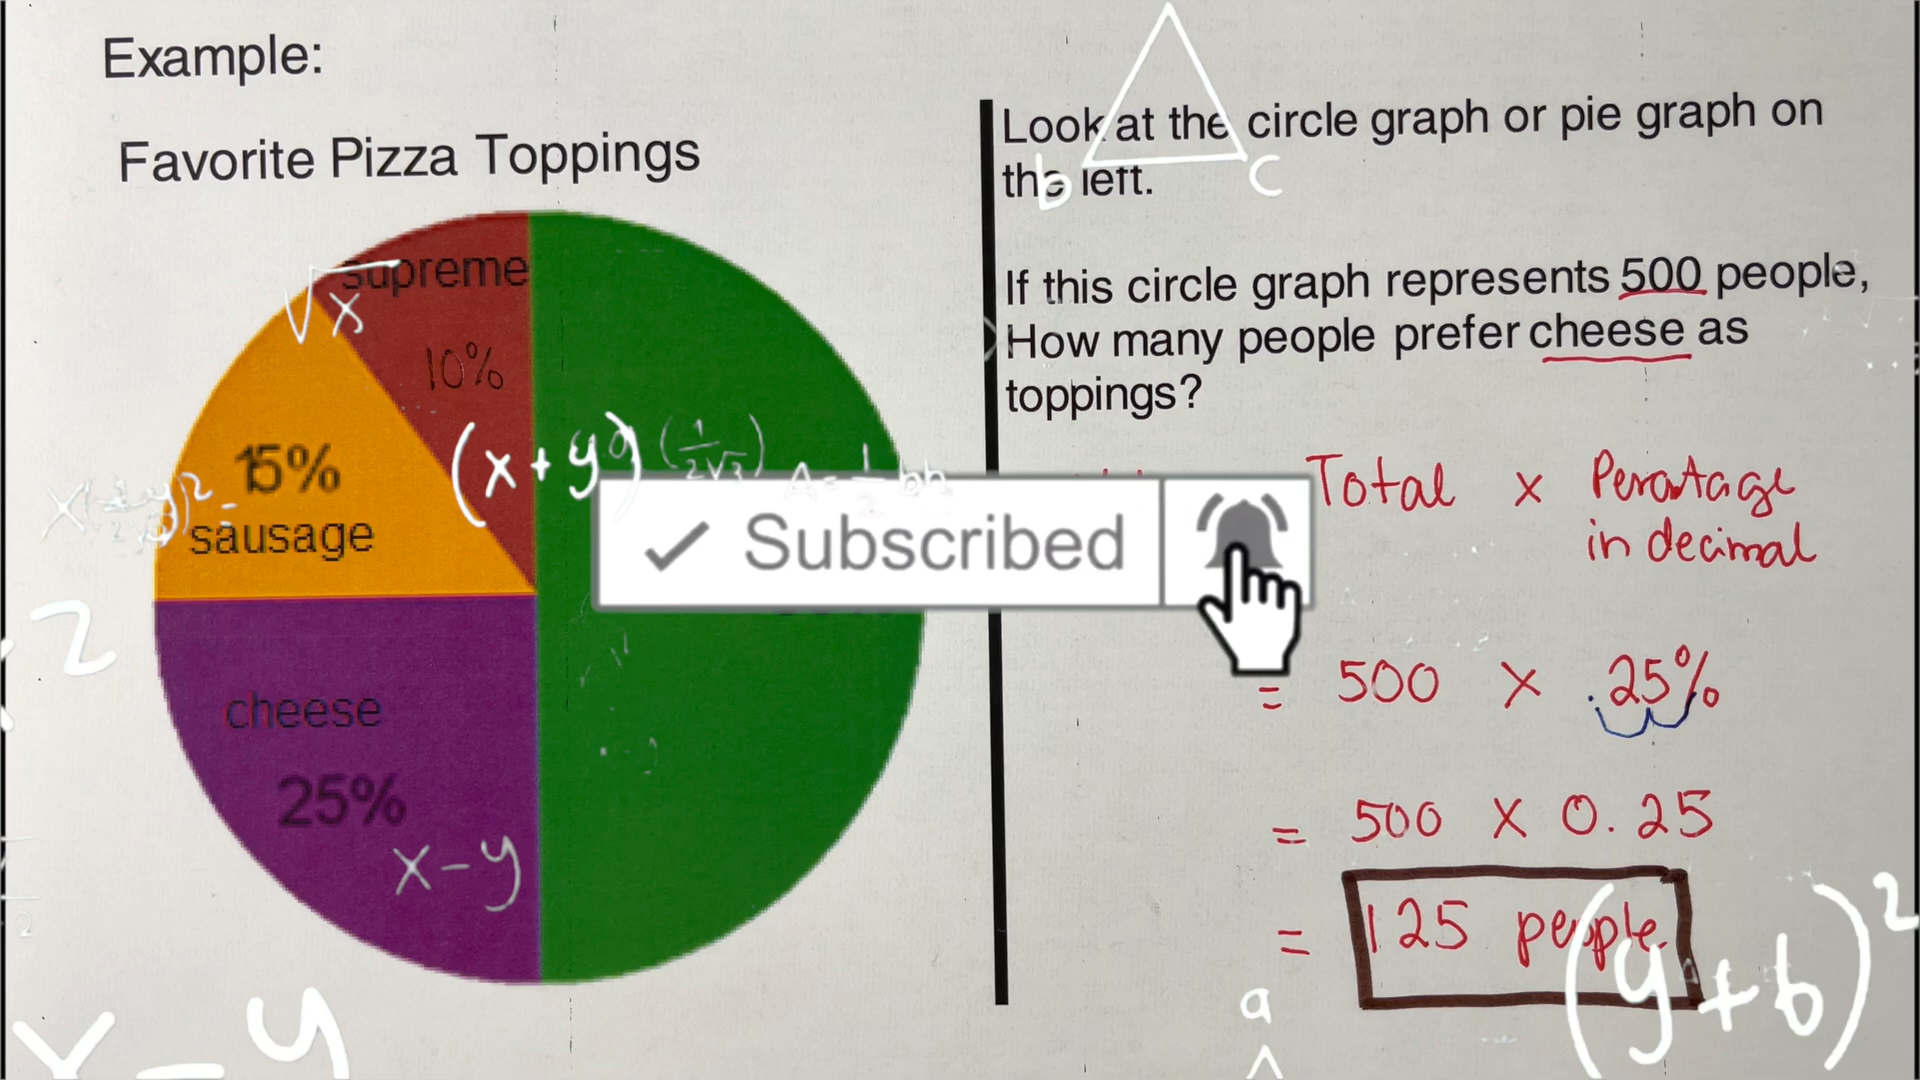 Example:
Favorite Pizza Toppings
supreme
10%
15%
sausage
cheese
25%
Look at the circle graph or pie graph on
the left.
If this circle graph represents 500 people,
How many people prefer cheese as
toppings?
Total x
in decimal
= 500 x .25%
= 500 x 0.25
= 125 people
Subscribed
√x
b
c
(x+y)
x-y
2
x-y
a
(y+b)²